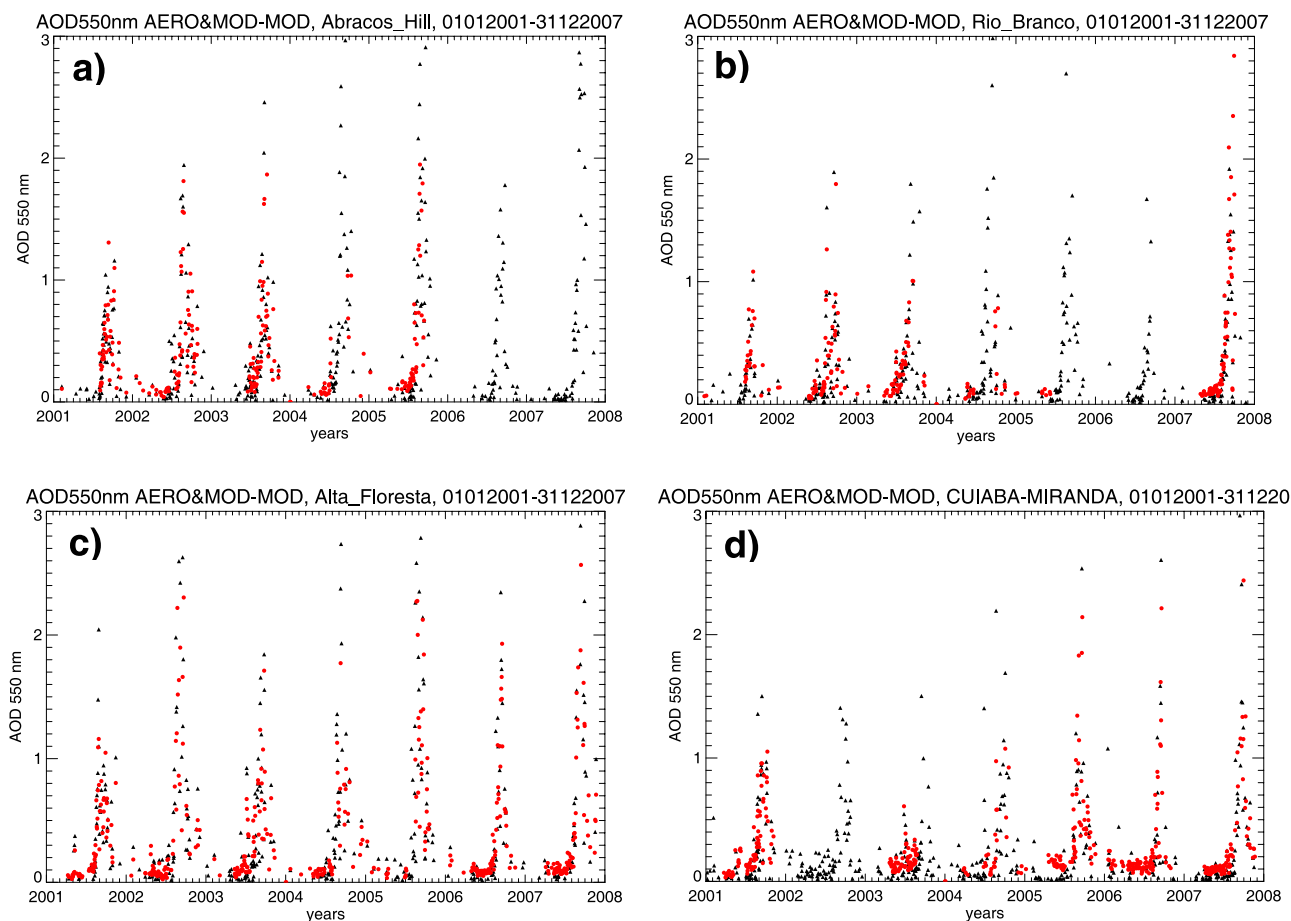 AOD550nm AERO&MOD-MOD, Abracos_Hill, 01012001-31122007
a)
3
2
1
0
AOD 550 nm
2001 2002 2003 2004 2005 2006 2007 2008
years
AOD550nm AERO&MOD-MOD, Rio_Branco, 01012001-31122007
b)
3
2
1
0
AOD 550 nm
2001 2002 2003 2004 2005 2006 2007 2008
years
AOD550nm AERO&MOD-MOD, Alta_Floresta, 01012001-31122007
c)
3
2
1
0
AOD 550 nm
2001 2002 2003 2004 2005 2006 2007 2008
years
AOD550nm AERO&MOD-MOD, CUIABA-MIRANDA, 01012001-311220
d)
3
2
1
0
AOD 550 nm
2001 2002 2003 2004 2005 2006 2007 2008
years